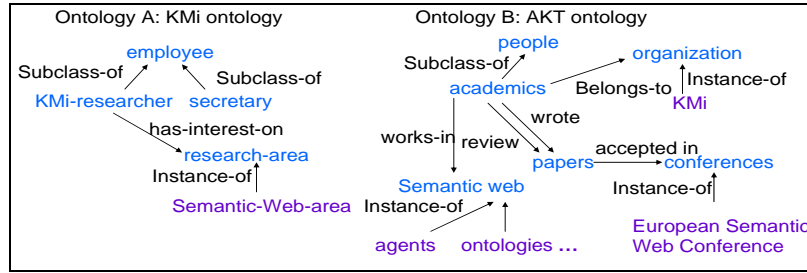 Ontology A: KMi ontology
Ontology B: AKT ontology
employee
Subclass-of
Subclass-of
KMi-researcher
secretary
has-interest-on
research-area
Instance-of
Semantic-Web-area
people
organization
Subclass-of
academics
Instance-of
Belongs-to
KMi
wrote
works-in
review
accepted in
papers
conferences
Semantic web
Instance-of
Instance-of
agents
ontologies ...
European Semantic
Web Conference